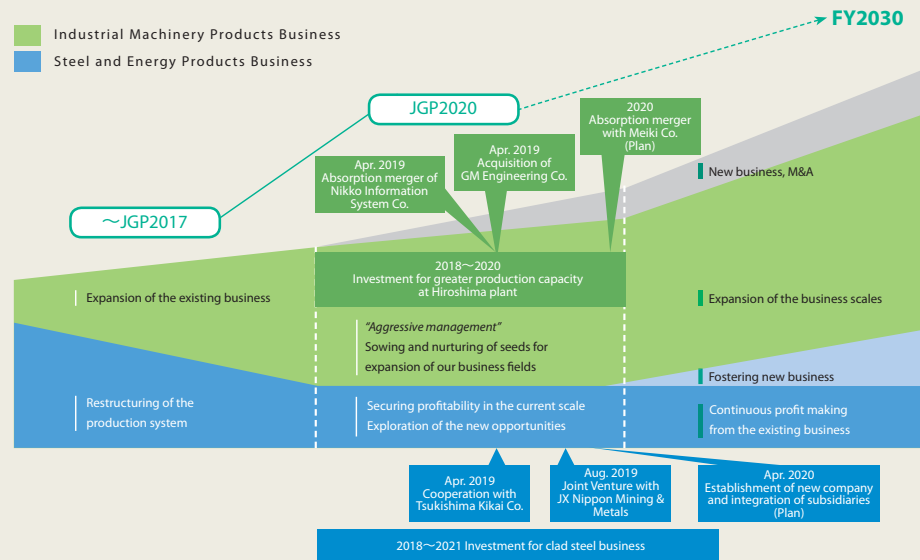 FY2030
Industrial Machinery Products Business
Steel and Energy Products Business
JGP2020
～JGP2017
Apr. 2019
Absorption merger of
Nikko Information
System Co.
Apr. 2019
Acquisition of
GM Engineering Co.
2020
Absorption merger
with Meiki Co.
(Plan)
New business, M&A
2018～2020
Investment for greater production capacity
at Hiroshima plant
Expansion of the existing business
Expansion of the business scales
"Aggressive management"
Sowing and nurturing of seeds for
expansion of our business fields
Fostering new business
Restructuring of the
production system
Securing profitability in the current scale
Exploration of the new opportunities
Continuous profit making
from the existing business
Apr. 2019
Cooperation with
Tsukishima Kikai Co.
Aug. 2019
Joint Venture with
JX Nippon Mining &
Metals
Apr. 2020
Establishment of new company
and integration of subsidiaries
(Plan)
2018～2021 Investment for clad steel business